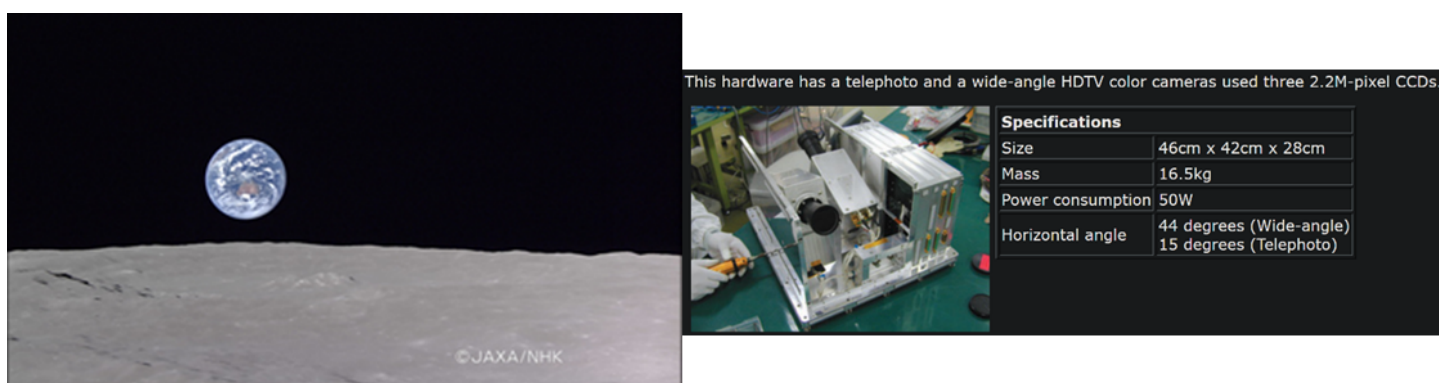 ©JAXA/NHK
This hardware has a telephoto and a wide-angle HDTV color cameras used three 2.2M-pixel CCDs.
Specifications
Size 46cm x 42cm x 28cm
Mass 16.5kg
Power consumption 50W
Horizontal angle 44 degrees (Wide-angle)
15 degrees (Telephoto)